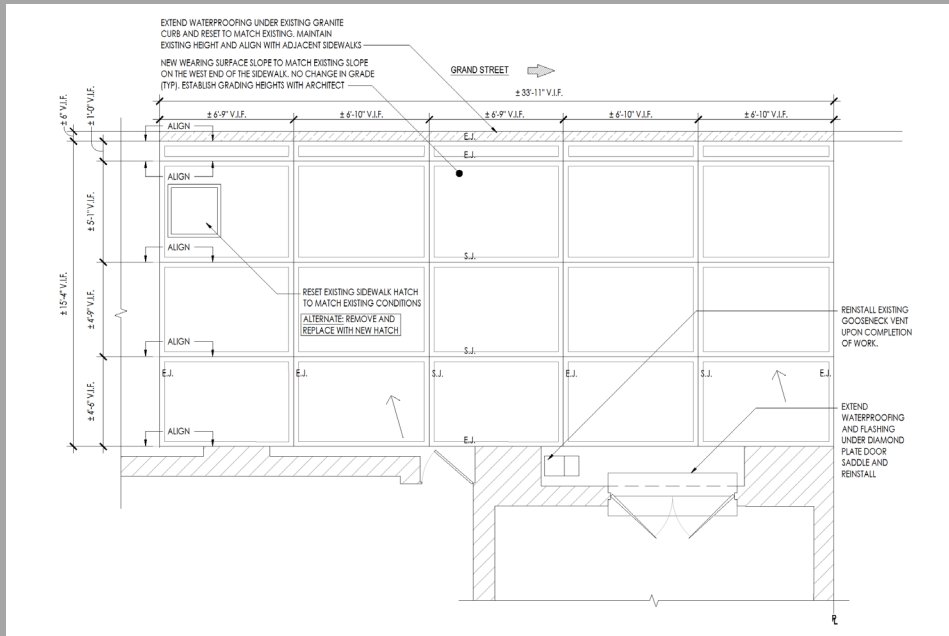 EXTEND WATERPROOFING UNDER EXISTING GRANITE
CURB AND RESET TO MATCH EXISTING. MAINTAIN
EXISTING HEIGHT AND ALIGN WITH ADJACENT SIDEWALKS
NEW WEARING SURFACE SLOPE TO MATCH EXISTING SLOPE
ON THE WEST END OF THE SIDEWALK. NO CHANGE IN GRADE
(TYP). ESTABLISH GRADING HEIGHTS WITH ARCHITECT
GRAND STREET
± 33'-11" V.I.F.
± 6'-9" V.I.F.
± 6'-10" V.I.F.
± 6'-9" V.I.F.
± 6'-10" V.I.F.
± 6'-10" V.I.F.
± 6" V.I.F.
± 1'-0" V.I.F.
ALIGN
E.J.
E.J.
ALIGN
± 5'-1" V.I.F.
ALIGN
S.J.
± 15'-4" V.I.F.
± 4'-9" V.I.F.
RESET EXISTING SIDEWALK HATCH
TO MATCH EXISTING CONDITIONS
ALTERNATE: REMOVE AND
REPLACE WITH NEW HATCH
REINSTALL EXISTING
GOOSENECK VENT
UPON COMPLETION
OF WORK.
ALIGN
S.J.
E.J.
E.J.
S.J.
E.J.
S.J.
E.J.
± 4'-6" V.I.F.
ALIGN
E.J.
EXTEND
WATERPROOFING
AND FLASHING
UNDER DIAMOND
PLATE DOOR
SADDLE AND
REINSTALL
PL